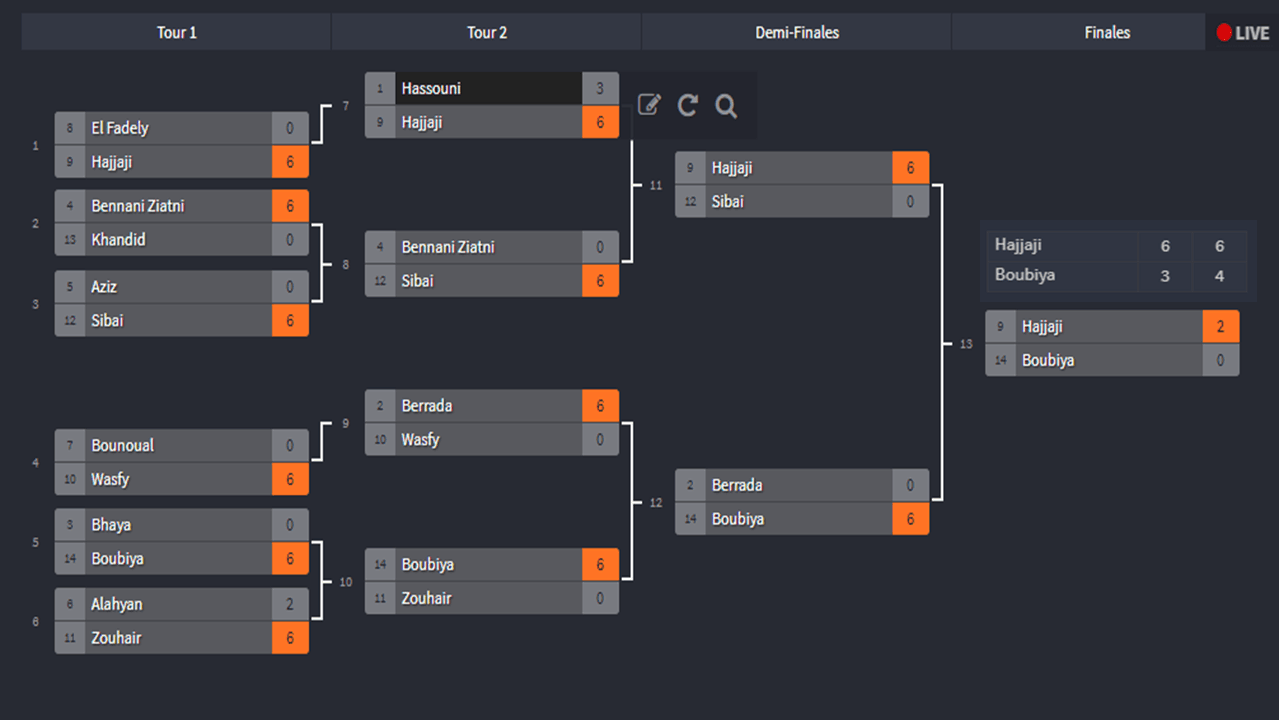 Tour 1 Tour 2 Demi-Finales Finales LIVE
1
8 El Fadely 0
9 Hajjaji 6
2
4 Bennani Ziatni 6
13 Khandid 0
3
5 Aziz 0
12 Sibai 6
4
7 Bounoual 0
10 Wasfy 6
5
3 Bhaya 0
14 Boubiya 6
6
6 Alahyan 2
11 Zouhair 6
7
1 Hassouni 3
9 Hajjaji 6
8
4 Bennani Ziatni 0
12 Sibai 6
9
2 Berrada 6
10 Wasfy 0
10
14 Boubiya 6
11 Zouhair 0
11
9 Hajjaji 6
12 Sibai 0
12
2 Berrada 0
14 Boubiya 6
Hajjaji 6 6
Boubiya 3 4
13
9 Hajjaji 2
14 Boubiya 0